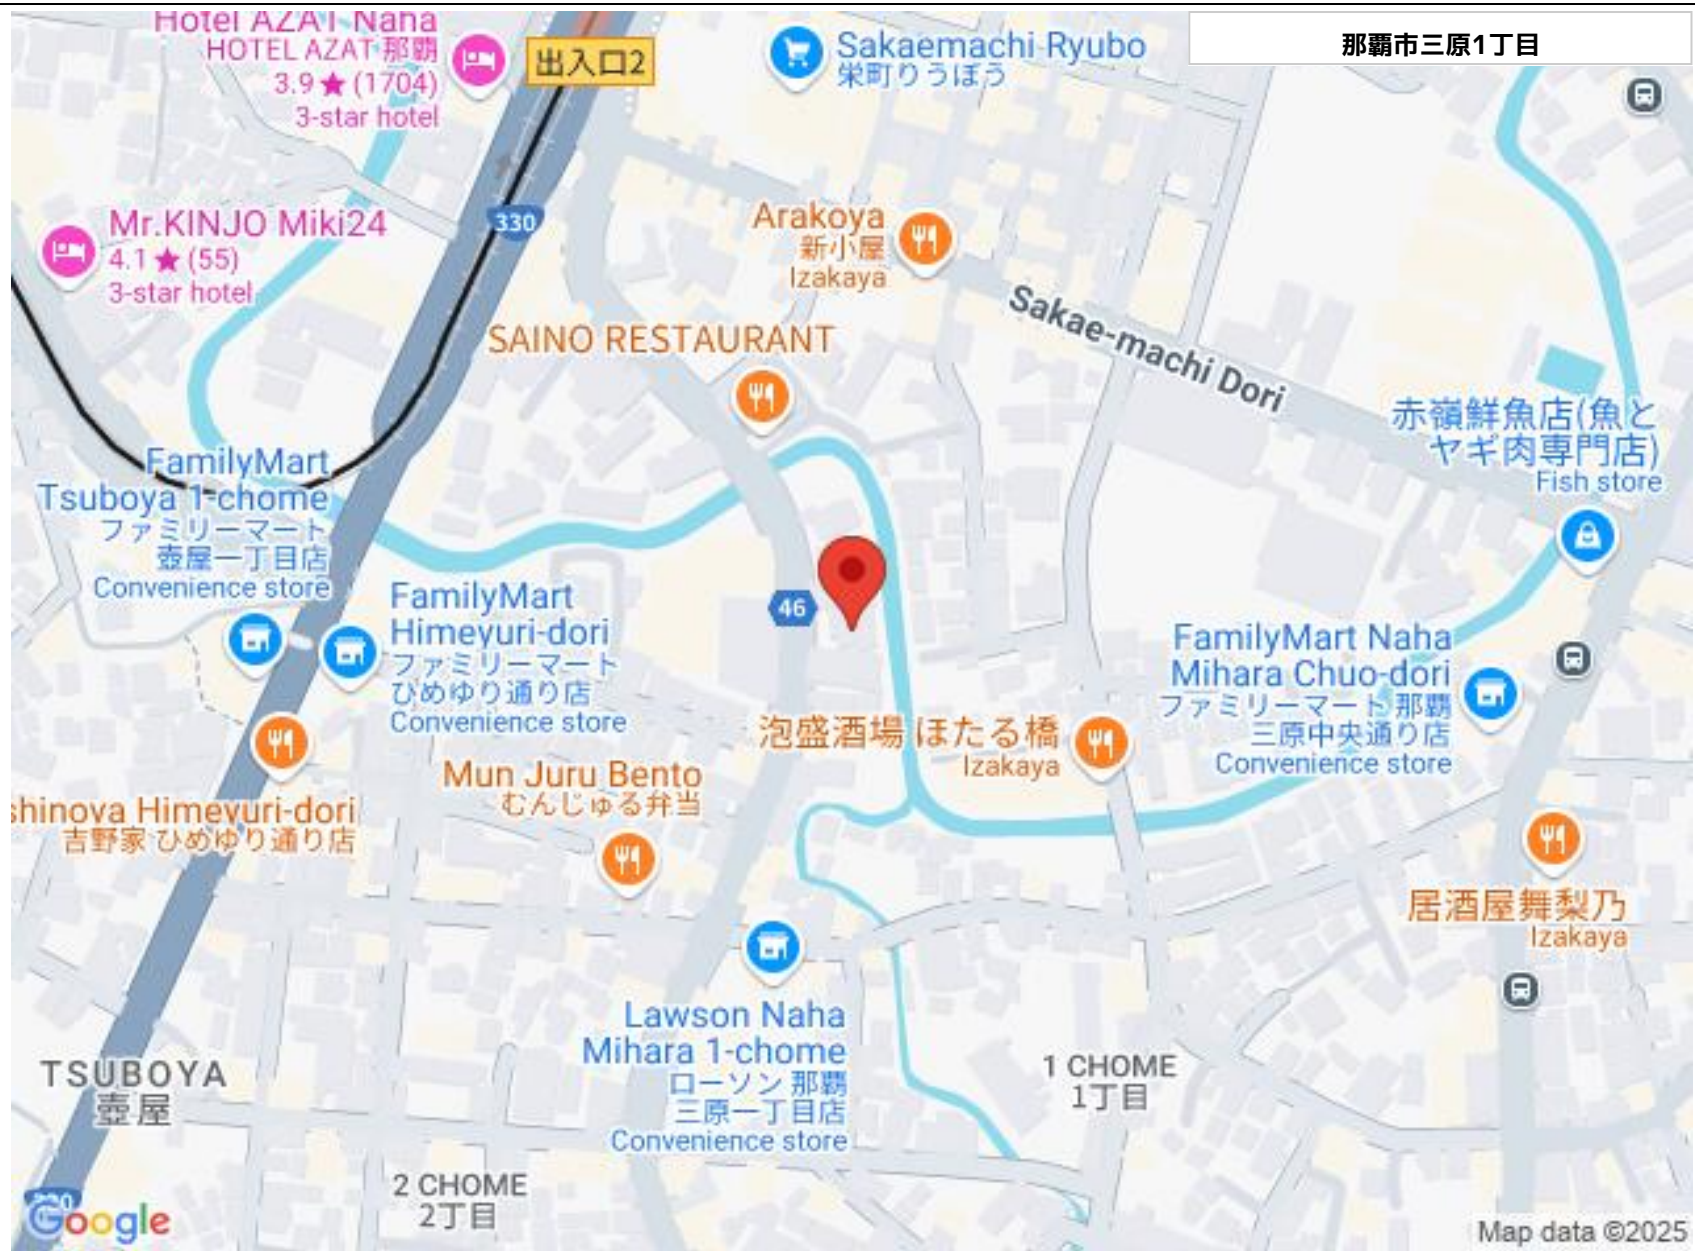 Hotel AZAT Naha
HOTEL AZAT 那覇
3.9 ★ (1704)
3-star hotel
出入口2
Sakaemachi Ryubo
栄町りうぼう
那覇市三原1丁目
330
Mr.KINJO Miki24
4.1 ★ (55)
3-star hotel
Arakoya
新小屋
Izakaya
Sakae-machi Dori
SAINO RESTAURANT
赤嶺鮮魚店(魚と
ヤギ肉専門店)
Fish store
FamilyMart
Tsuboya 1-chome
ファミリーマート
壺屋一丁目店
Convenience store
FamilyMart
Himeyuri-dori
ファミリーマート
ひめゆり通り店
Convenience store
46
FamilyMart Naha
Mihara Chuo-dori
ファミリーマート 那覇
三原中央通り店
Convenience store
泡盛酒場 ほたる橋
Izakaya
Mun Juru Bento
むんじゅる弁当
shinoya Himeyuri-dori
吉野家 ひめゆり通り店
居酒屋舞梨乃
Izakaya
Lawson Naha
Mihara 1-chome
ローソン 那覇
三原一丁目店
Convenience store
TSUBOYA
壺屋
1 CHOME
1丁目
2 CHOME
2丁目
330
Google
Map data ©2025